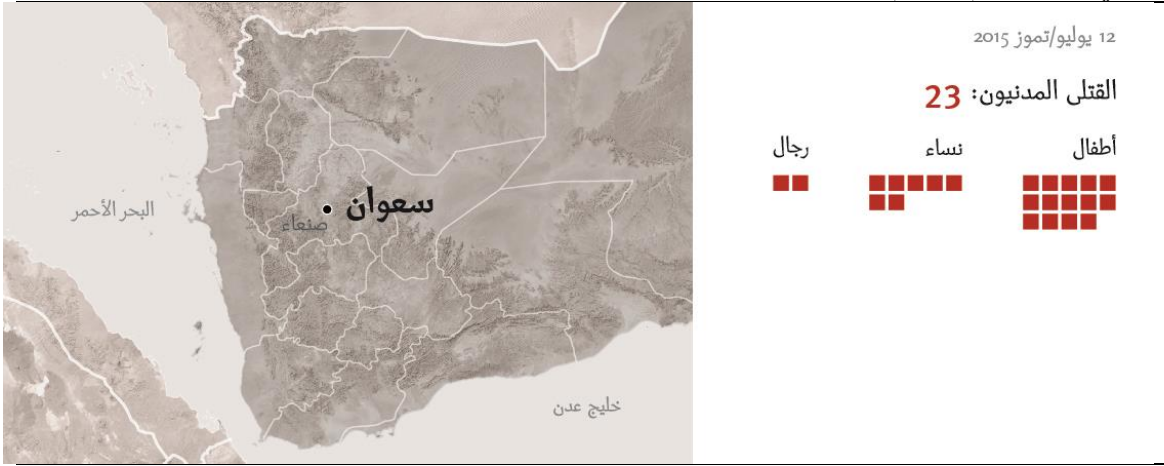 12 يوليو/تموز 2015
القتلى المدنيون: 23
أطفال نساء رجال
سعوان
صنعاء
البحر الأحمر
خليج عدن